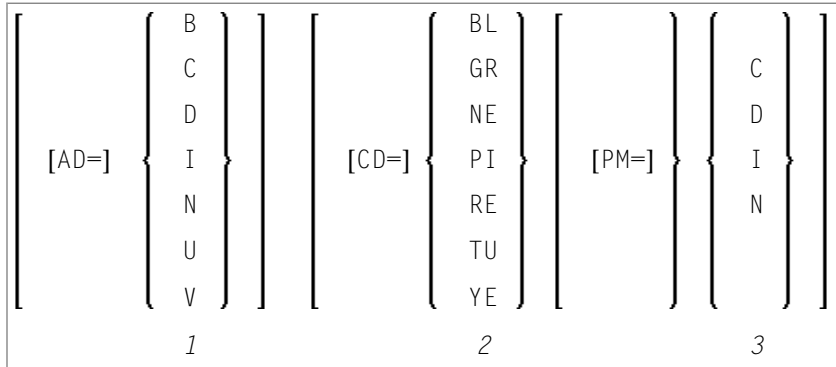 B BL
C GR C
D NE D
[AD=] I [CD=] PI [PM=] I
N RE N
U TU
V YE
1 2 3